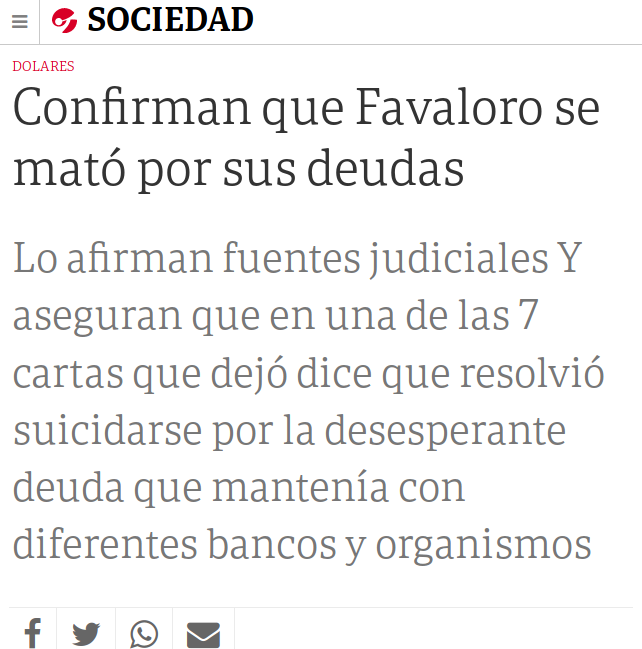 SOCIEDAD
DOLARES
Confirman que Favaloro se
mató por sus deudas
Lo afirman fuentes judiciales Y
aseguran que en una de las 7
cartas que dejó dice que resolvió
suicidarse por la desesperante
deuda que mantenía con
diferentes bancos y organismos